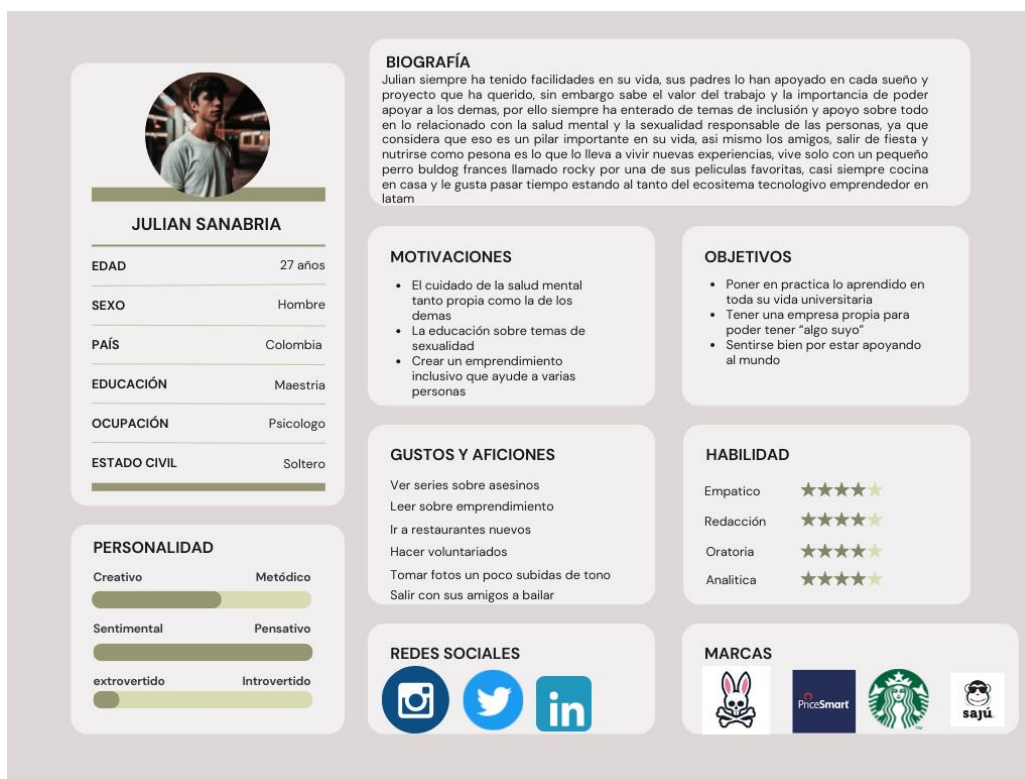 JULIAN SANABRIA
EDAD 27 años
SEXO Hombre
PAÍS Colombia
EDUCACIÓN Maestria
OCUPACIÓN Psicologo
ESTADO CIVIL Soltero
PERSONALIDAD
Creativo Metódico
Sentimental Pensativo
extrovertido Introvertido
BIOGRAFÍA
Julian siempre ha tenido facilidades en su vida, sus padres lo han apoyado en cada sueño y
proyecto que ha querido, sin embargo sabe el valor del trabajo y la importancia de poder
apoyar a los demas, por ello siempre ha enterado de temas de inclusión y apoyo sobre todo
en lo relacionado con la salud mental y la sexualidad responsable de las personas, ya que
considera que eso es un pilar importante en su vida, asi mismo los amigos, salir de fiesta y
nutrirse como pesona es lo que lo lleva a vivir nuevas experiencias, vive solo con un pequeño
perro buldog frances llamado rocky por una de sus peliculas favoritas, casi siempre cocina
en casa y le gusta pasar tiempo estando al tanto del ecositema tecnologivo emprendedor en
latam
MOTIVACIONES
• El cuidado de la salud mental
tanto propia como la de los
demas
• La educación sobre temas de
sexualidad
• Crear un emprendimiento
inclusivo que ayude a varias
personas
OBJETIVOS
• Poner en practica lo aprendido en
toda su vida universitaria
• Tener una empresa propia para
poder tener “algo suyo”
• Sentirse bien por estar apoyando
al mundo
GUSTOS Y AFICIONES
Ver series sobre asesinos
Leer sobre emprendimiento
Ir a restaurantes nuevos
Hacer voluntariados
Tomar fotos un poco subidas de tono
Salir con sus amigos a bailar
HABILIDAD
Empatico
Redacción
Oratoria
Analitica
REDES SOCIALES
in
MARCAS
PriceSmart
sajú